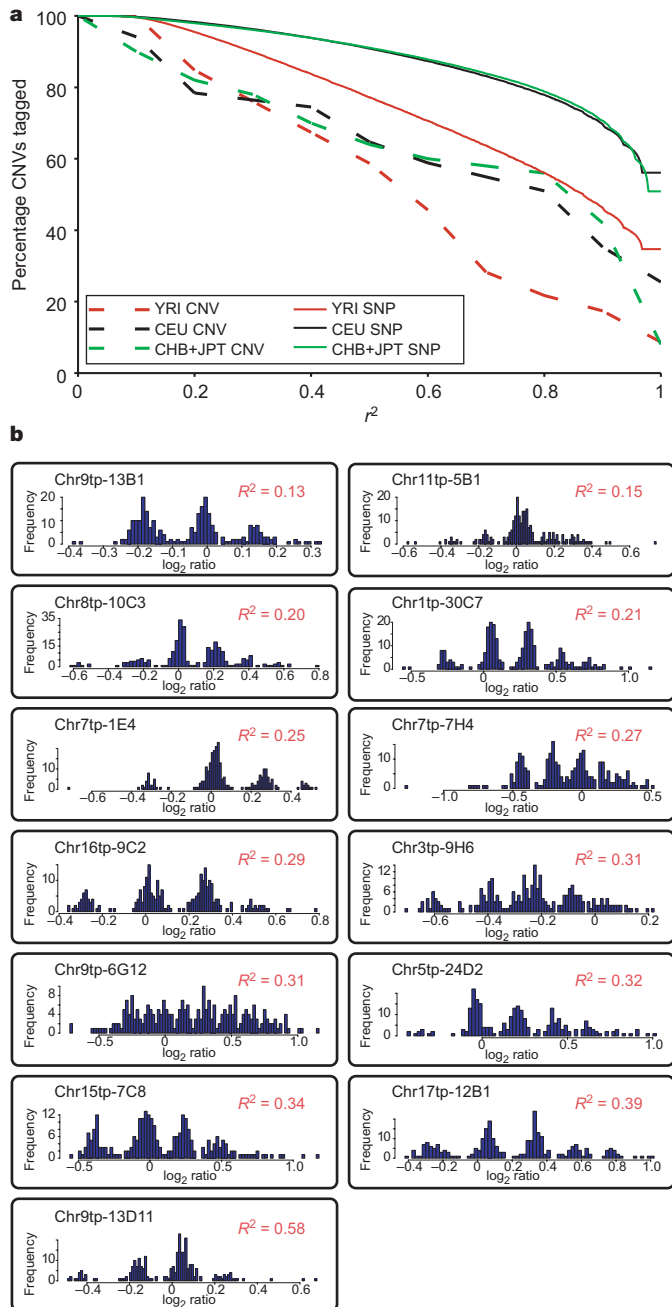 a
Percentage CNVs tagged
100
80
60
40
20
0
YRI CNV YRI SNP
CEU CNV CEU SNP
CHB+JPT CNV CHB+JPT SNP
0 0.2 0.4 0.6 0.8 1
r²
b
Chr9tp-13B1
R² = 0.13
Frequency
20
10
0
−0.4 −0.3 −0.2 −0.1 0 0.1 0.2 0.3
log₂ ratio
Chr11tp-5B1
R² = 0.15
Frequency
20
10
0
−0.6 −0.4 −0.2 0 0.2 0.4 0.6
log₂ ratio
Chr8tp-10C3
R² = 0.20
Frequency
35
20
0
−0.6 −0.4 −0.2 0 0.2 0.4 0.6 0.8
log₂ ratio
Chr1tp-30C7
R² = 0.21
Frequency
20
10
0
−0.5 0 0.5 1.0
log₂ ratio
Chr7tp-1E4
R² = 0.25
Frequency
10
0
−0.6 −0.4 −0.2 0 0.2 0.4
log₂ ratio
Chr7tp-7H4
R² = 0.27
Frequency
10
0
−1.0 −0.5 0 0.5
log₂ ratio
Chr16tp-9C2
R² = 0.29
Frequency
10
0
−0.4 −0.2 0 0.2 0.4 0.6 0.8
log₂ ratio
Chr3tp-9H6
R² = 0.31
Frequency
12
8
4
0
−0.6 −0.4 −0.2 0 0.2
log₂ ratio
Chr9tp-6G12
R² = 0.31
Frequency
8
4
0
−0.5 0 0.5 1.0
log₂ ratio
Chr5tp-24D2
R² = 0.32
Frequency
20
10
0
0 0.5 1.0
log₂ ratio
Chr15tp-7C8
R² = 0.34
Frequency
12
6
0
−0.5 0 0.5 1.0
log₂ ratio
Chr17tp-12B1
R² = 0.39
Frequency
10
0
−0.4 −0.2 0 0.2 0.4 0.6 0.8 1.0
log₂ ratio
Chr9tp-13D11
R² = 0.58
Frequency
20
10
0
−0.4 −0.2 0 0.2 0.4 0.6
log₂ ratio